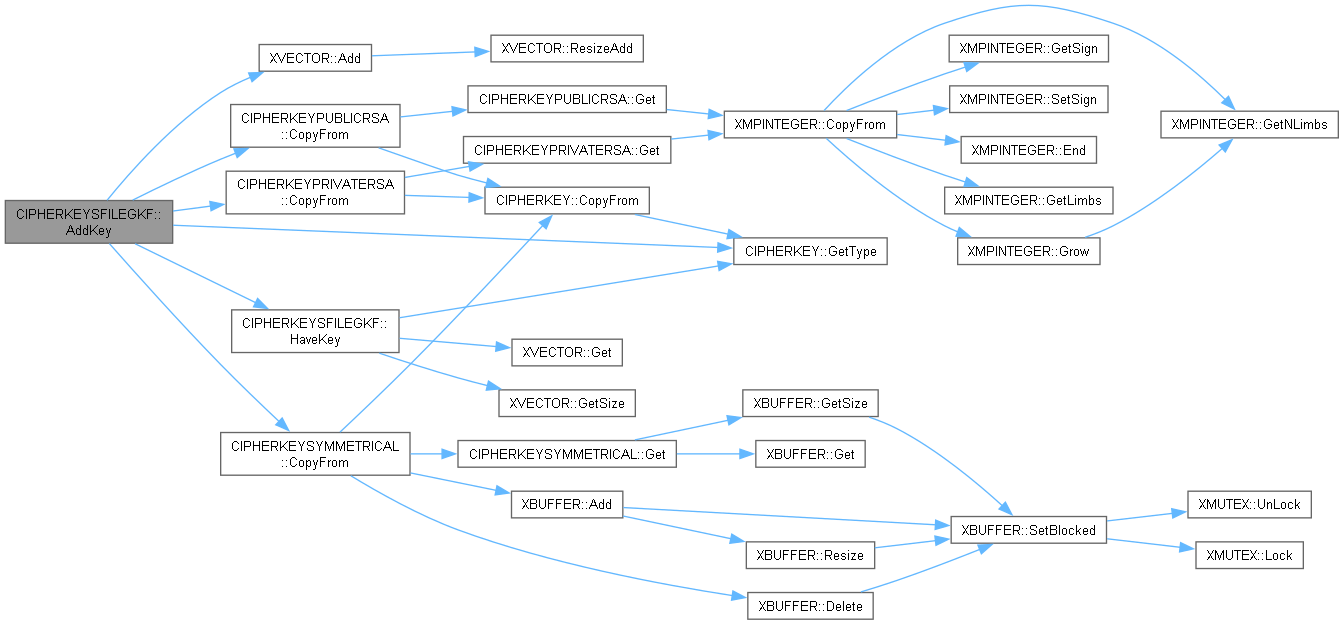 CIPHERKEYSFILEGKF::
AddKey
XVECTOR::Add
XVECTOR::ResizeAdd
CIPHERKEYPUBLICRSA
::CopyFrom
CIPHERKEYPUBLICRSA::Get
CIPHERKEYPRIVATERSA
::CopyFrom
CIPHERKEYPRIVATERSA::Get
CIPHERKEY::CopyFrom
CIPHERKEY::GetType
XMPINTEGER::CopyFrom
XMPINTEGER::GetSign
XMPINTEGER::SetSign
XMPINTEGER::End
XMPINTEGER::GetLimbs
XMPINTEGER::Grow
XMPINTEGER::GetNLimbs
CIPHERKEYSFILEGKF::
HaveKey
XVECTOR::Get
XVECTOR::GetSize
CIPHERKEYSYMMETRICAL
::CopyFrom
CIPHERKEYSYMMETRICAL::Get
XBUFFER::GetSize
XBUFFER::Get
XBUFFER::Add
XBUFFER::Resize
XBUFFER::Delete
XBUFFER::SetBlocked
XMUTEX::UnLock
XMUTEX::Lock